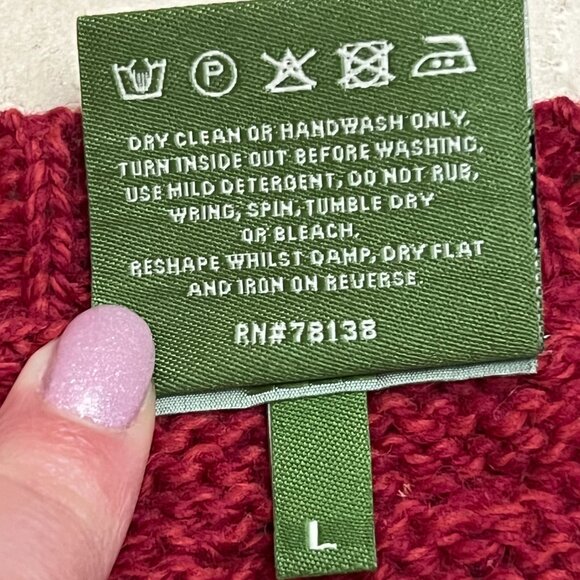 P
DRY CLEAN OR HANDWASH ONLY.
TURN INSIDE OUT BEFORE WASHING.
USE MILD DETERGENT, DO NOT RUB,
WRING, SPIN, TUMBLE DRY
OR BLEACH.
RESHAPE WHILST DAMP, DRY FLAT
AND IRON ON REVERSE.
RN#78138
L